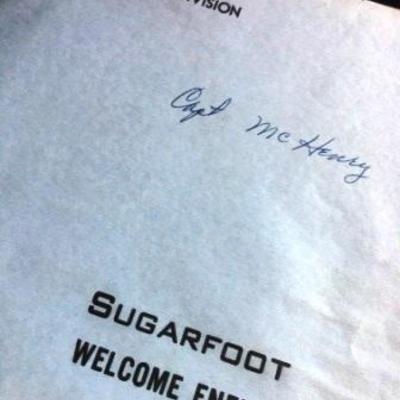 VISION
Capt McHenry
SUGARFOOT
WELCOME